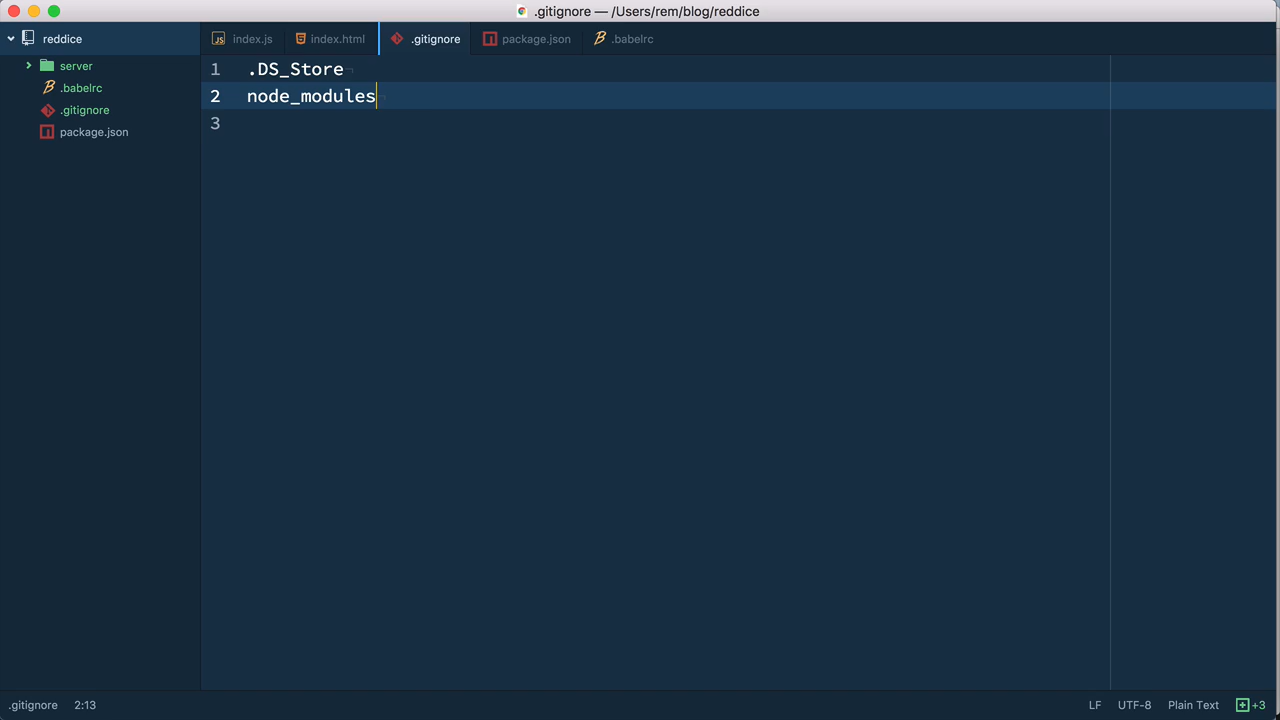 .gitignore — /Users/rem/blog/reddice
reddice
index.js
index.html
.gitignore
package.json
.babelrc
server
.babelrc
.gitignore
package.json
1 .DS_Store
2 node_modules
3
.gitignore 2:13
LF UTF-8 Plain Text +3